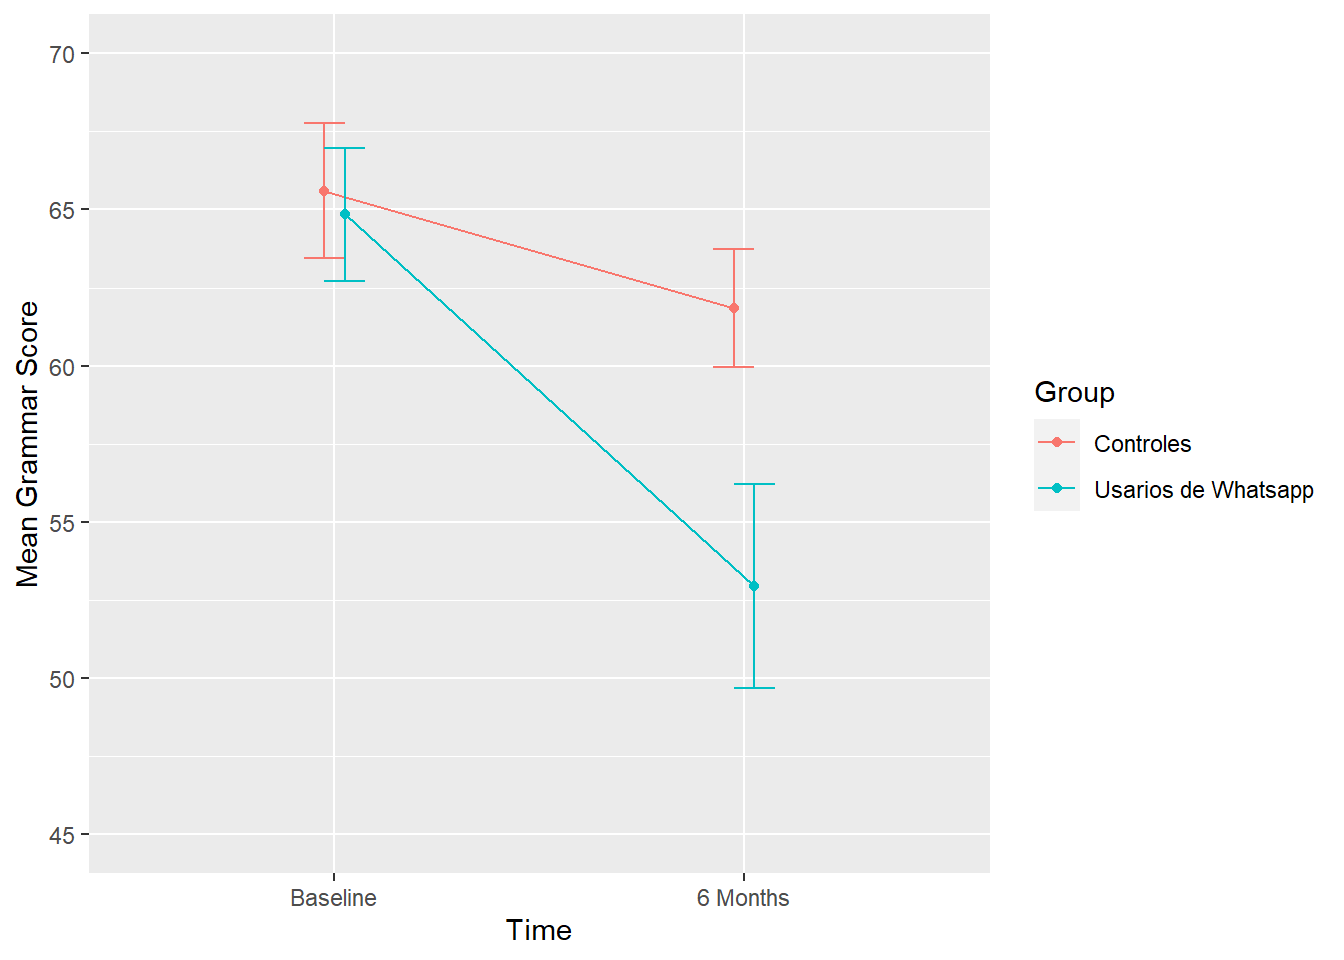 70
65
60
55
50
45
Mean Grammar Score
Baseline
6 Months
Time
Group
Controles
Usarios de Whatsapp